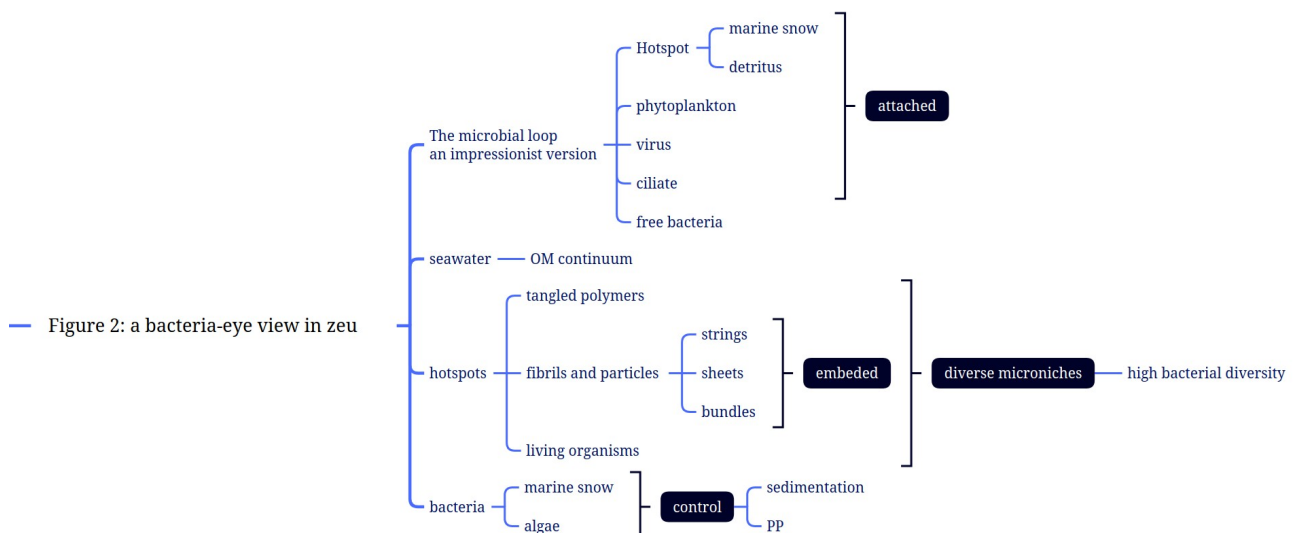 marine snow
Hotspot
detritus
attached
phytoplankton
The microbial loop
an impressionist version
virus
ciliate
free bacteria
seawater
OM continuum
tangled polymers
Figure 2: a bacteria-eye view in zeu
strings
hotspots
fibrils and particles
sheets
embeded
diverse microniches
high bacterial diversity
bundles
living organisms
marine snow
sedimentation
bacteria
control
algae
PP